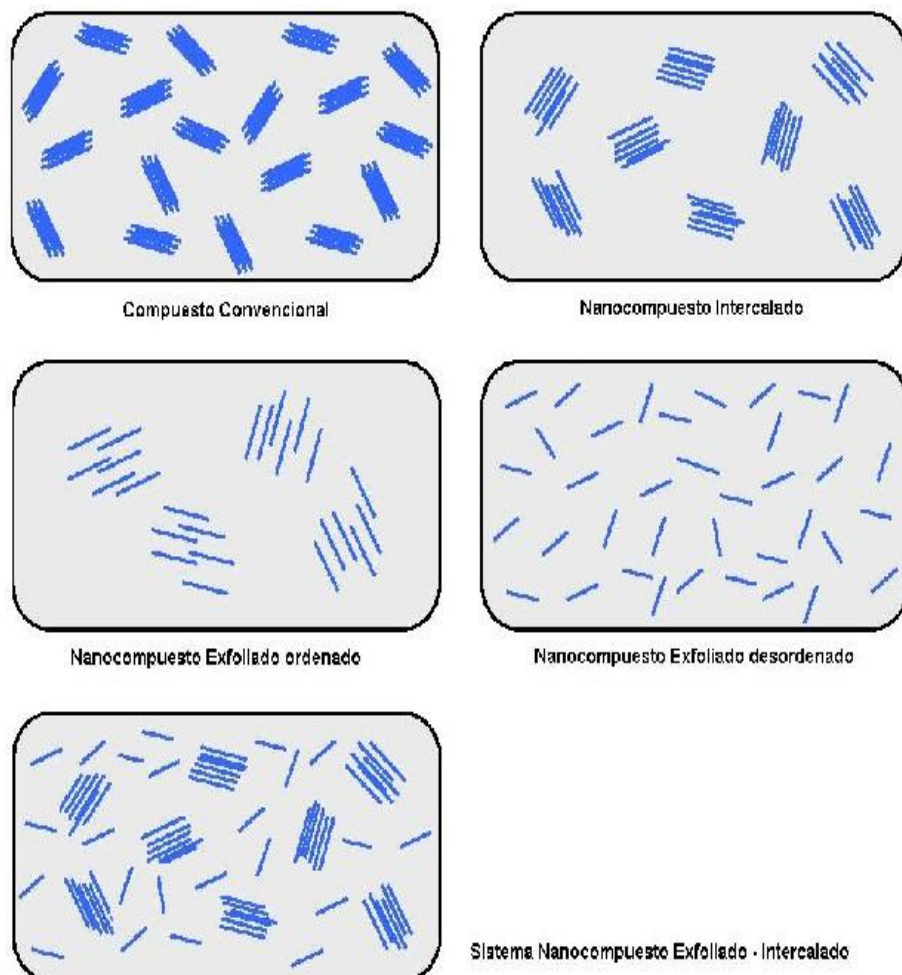 Compuesto Convencional
Nanocompuesto Intercalado
Nanocompuesto Exfoliado ordenado
Nanocompuesto Exfoliado desordenado
Sistema Nanocompuesto Exfoliado - Intercalado